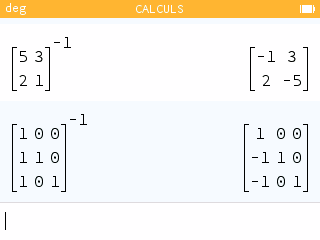 deg CALCULS
[5 3]-1 [-1 3]
[2 1] [2 -5]
[1 0 0]-1 [1 0 0]
[1 1 0] [-1 1 0]
[1 0 1] [-1 0 1]